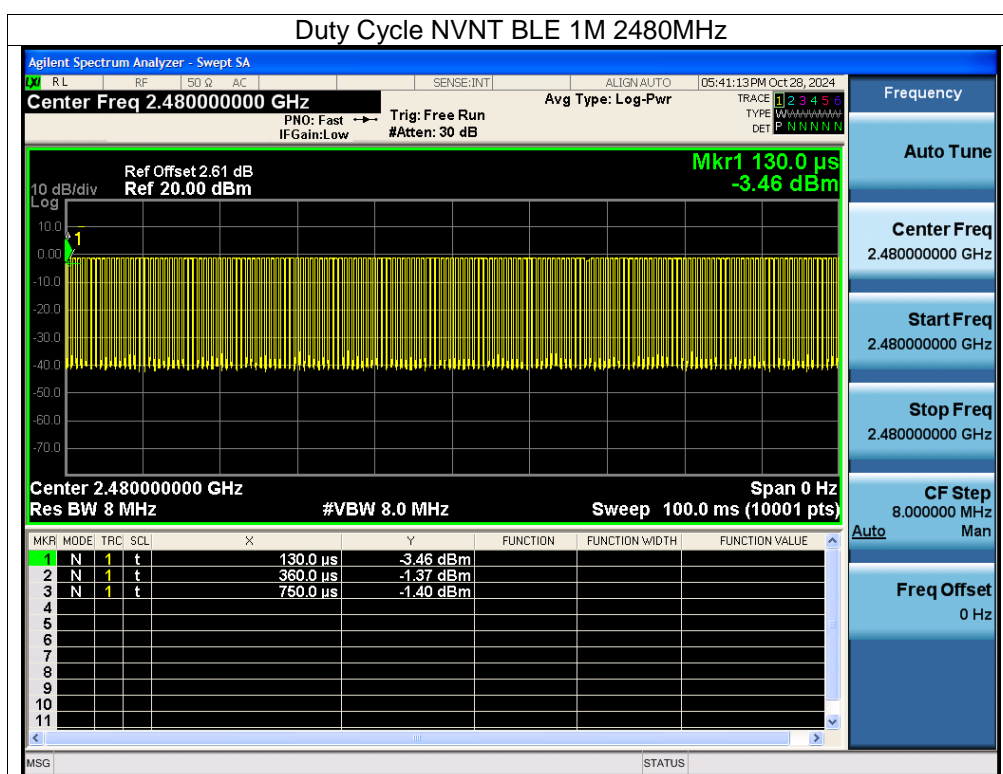 Duty Cycle NVNT BLE 1M 2480MHz
Agilent Spectrum Analyzer - Swept SA
LXI RL RF 50 Ω AC SENSE:INT ALIGN AUTO 05:41:13 PM Oct 28, 2024
Center Freq 2.480000000 GHz Avg Type: Log-Pwr TRACE 1 2 3 4 5 6
PNO: Fast Trig: Free Run TYPE WWWWWW
IFGain:Low #Atten: 30 dB DET P N N N N N
Mkr1 130.0 µs
-3.46 dBm
Ref Offset 2.61 dB
10 dB/div Ref 20.00 dBm
Log
10.0
1
0.00
-10.0
-20.0
-30.0
-40.0
-50.0
-60.0
-70.0
Center 2.480000000 GHz Span 0 Hz
Res BW 8 MHz #VBW 8.0 MHz Sweep 100.0 ms (10001 pts)
MKR MODE TRC SCL X Y FUNCTION FUNCTION WIDTH FUNCTION VALUE
1 N 1 t 130.0 µs -3.46 dBm
2 N 1 t 360.0 µs -1.37 dBm
3 N 1 t 750.0 µs -1.40 dBm
4
5
6
7
8
9
10
11
MSG STATUS
Frequency
Auto Tune
Center Freq
2.480000000 GHz
Start Freq
2.480000000 GHz
Stop Freq
2.480000000 GHz
CF Step
8.000000 MHz
Auto Man
Freq Offset
0 Hz